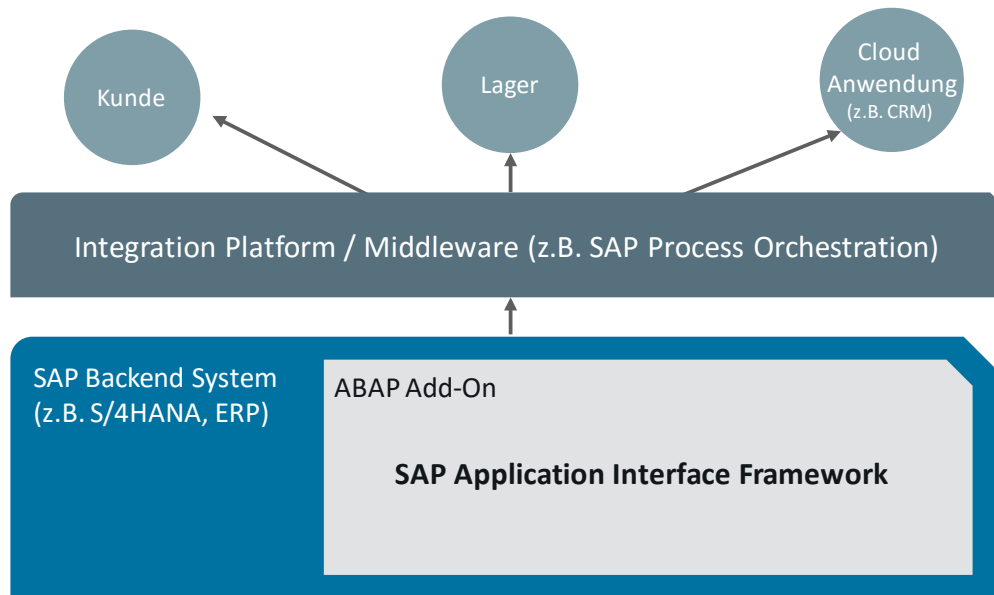 Kunde
Lager
Cloud
Anwendung
(z.B. CRM)
Integration Platform / Middleware (z.B. SAP Process Orchestration)
SAP Backend System
(z.B. S/4HANA, ERP)
ABAP Add-On
SAP Application Interface Framework